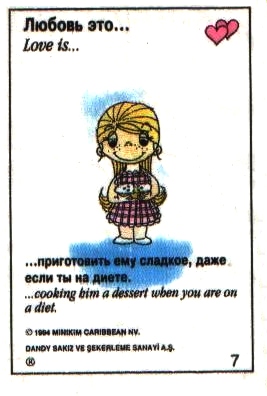 Любовь это...
Love is...
...приготовить ему сладкое, даже
если ты на диете.
...cooking him a dessert when you are on
a diet.
© 1994 MINIKIM CARIBBEAN NV.
DANDY SAKIZ VE ŞEKERLEME SANAYİ A.Ş.
®
7